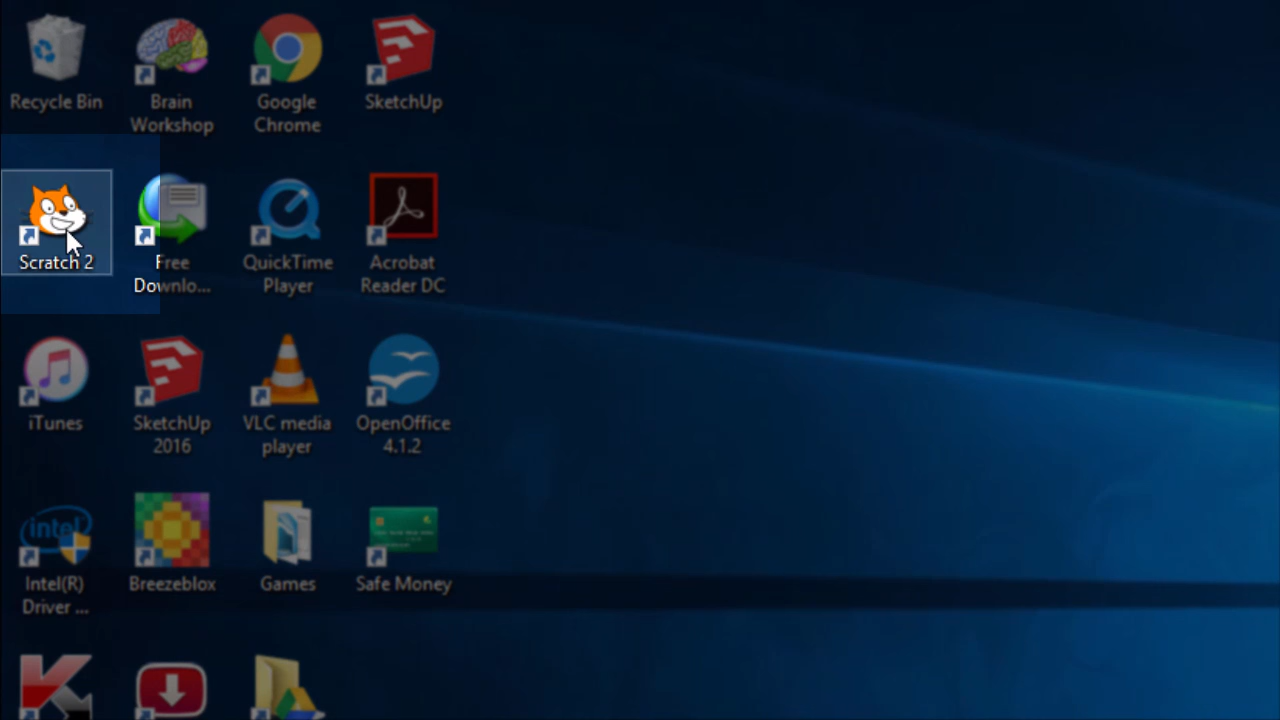 Recycle Bin
Brain
Workshop
Google
Chrome
SketchUp
Scratch 2
Free
Downlo...
QuickTime
Player
Acrobat
Reader DC
iTunes
SketchUp
2016
VLC media
player
OpenOffice
4.1.2
intel
Intel(R)
Driver ...
Breezeblox
Games
Safe Money